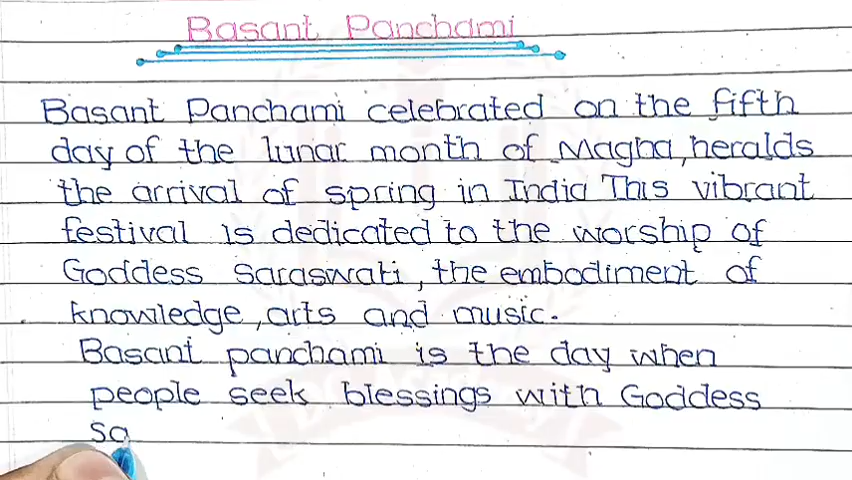 Basant Panchami
Basant Panchami celebrated on the fifth
day of the lunar month of Magha, heralds
the arrival of spring in India This vibrant
festival is dedicated to the worship of
Goddess Saraswati, the embodiment of
knowledge, arts and music.
Basant panchami is the day when
people seek blessings with Goddess
Sa